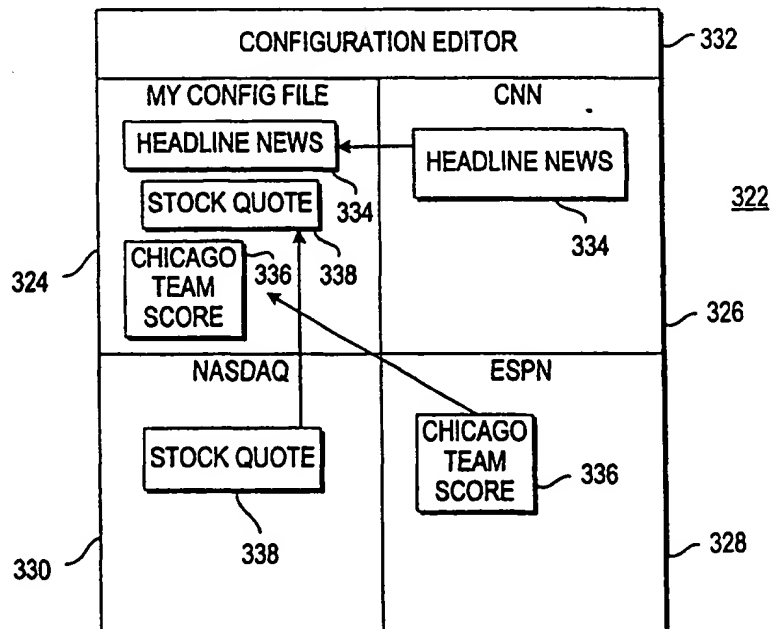 CONFIGURATION EDITOR
332
MY CONFIG FILE
CNN
HEADLINE NEWS
334
HEADLINE NEWS
334
322
STOCK QUOTE
338
CHICAGO
TEAM
SCORE
336
324
326
NASDAQ
ESPN
STOCK QUOTE
338
CHICAGO
TEAM
SCORE
336
330
328